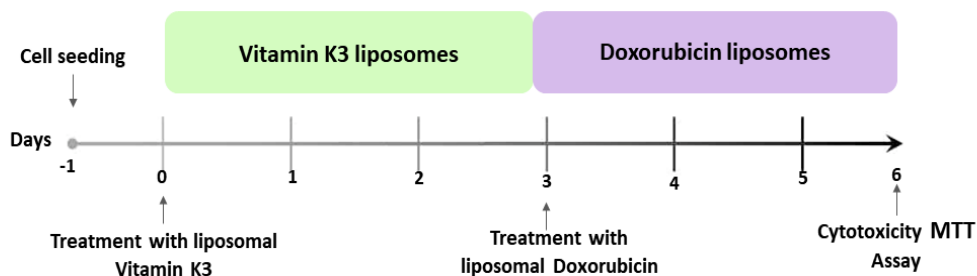 Vitamin K3 liposomes
Doxorubicin liposomes
Cell seeding
Days
-1
0
1
2
3
4
5
6
Treatment with liposomal
Vitamin K3
Treatment with
liposomal Doxorubicin
Cytotoxicity MTT
Assay